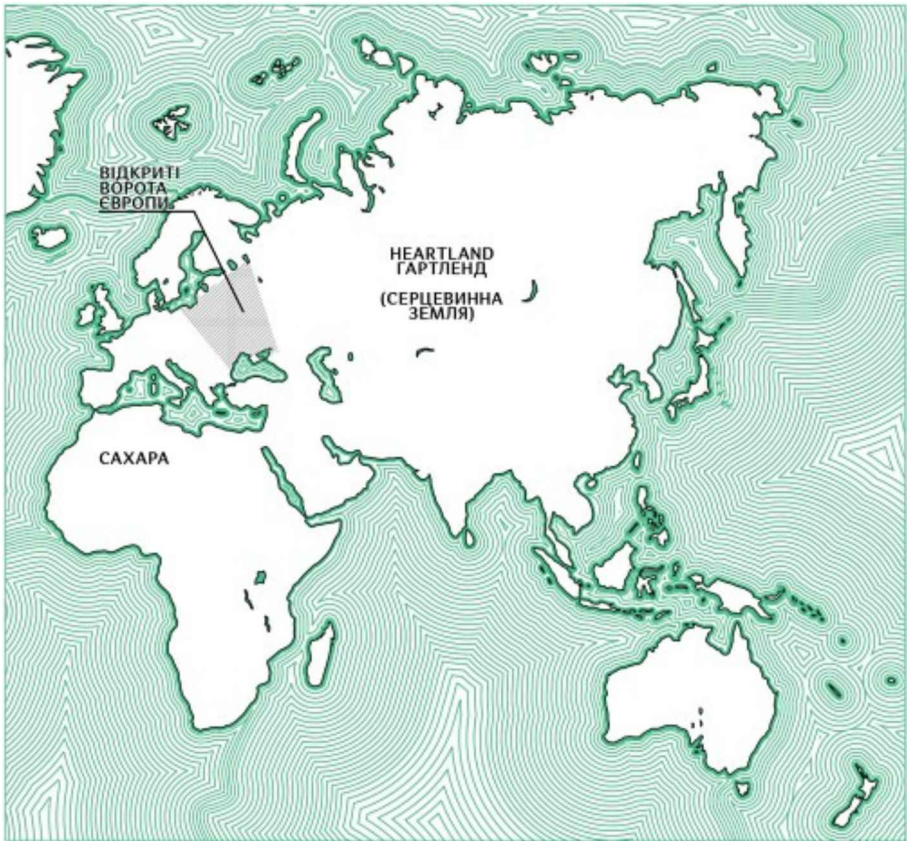 ВІДКРИТІ
ВОРОТА
ЄВРОПИ
HEARTLAND
ГАРТЛЕНД
(СЕРЦЕВИННА
ЗЕМЛЯ)
САХАРА